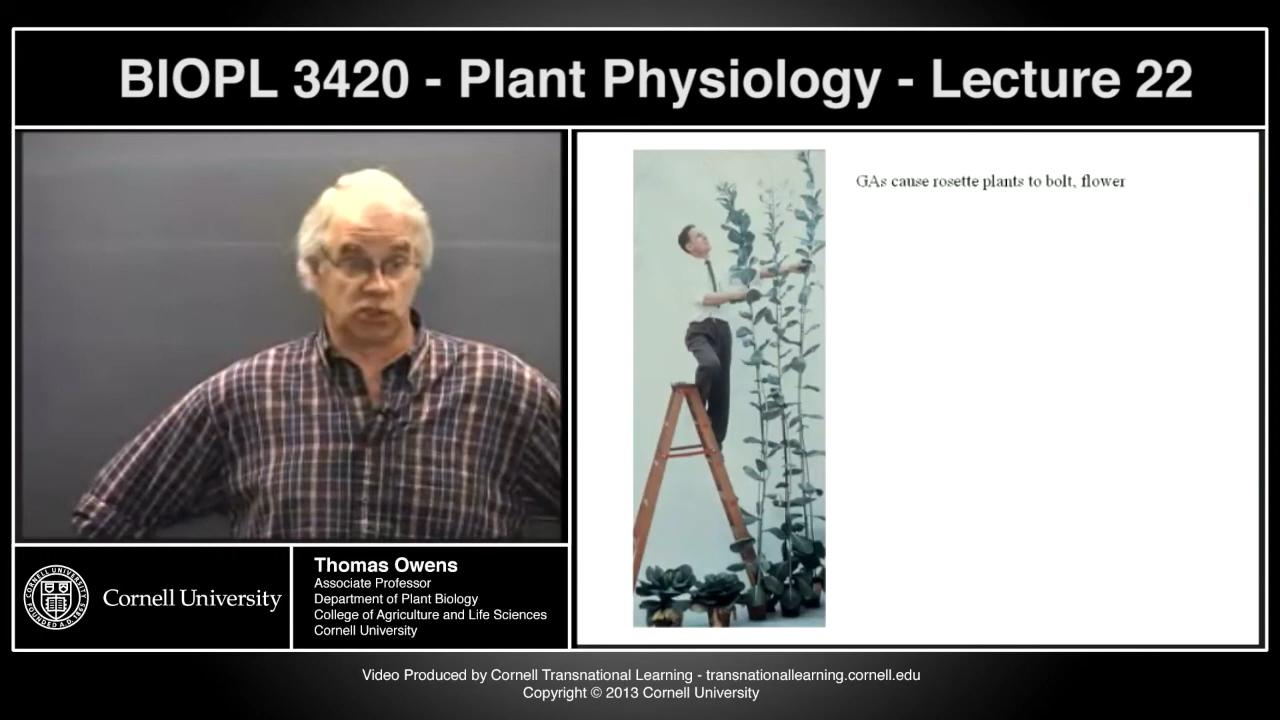 BIOPL 3420 - Plant Physiology - Lecture 22
GAs cause rosette plants to bolt, flower
Cornell University
Thomas Owens
Associate Professor
Department of Plant Biology
College of Agriculture and Life Sciences
Cornell University
Video Produced by Cornell Transnational Learning - transnationallearning.cornell.edu
Copyright © 2013 Cornell University